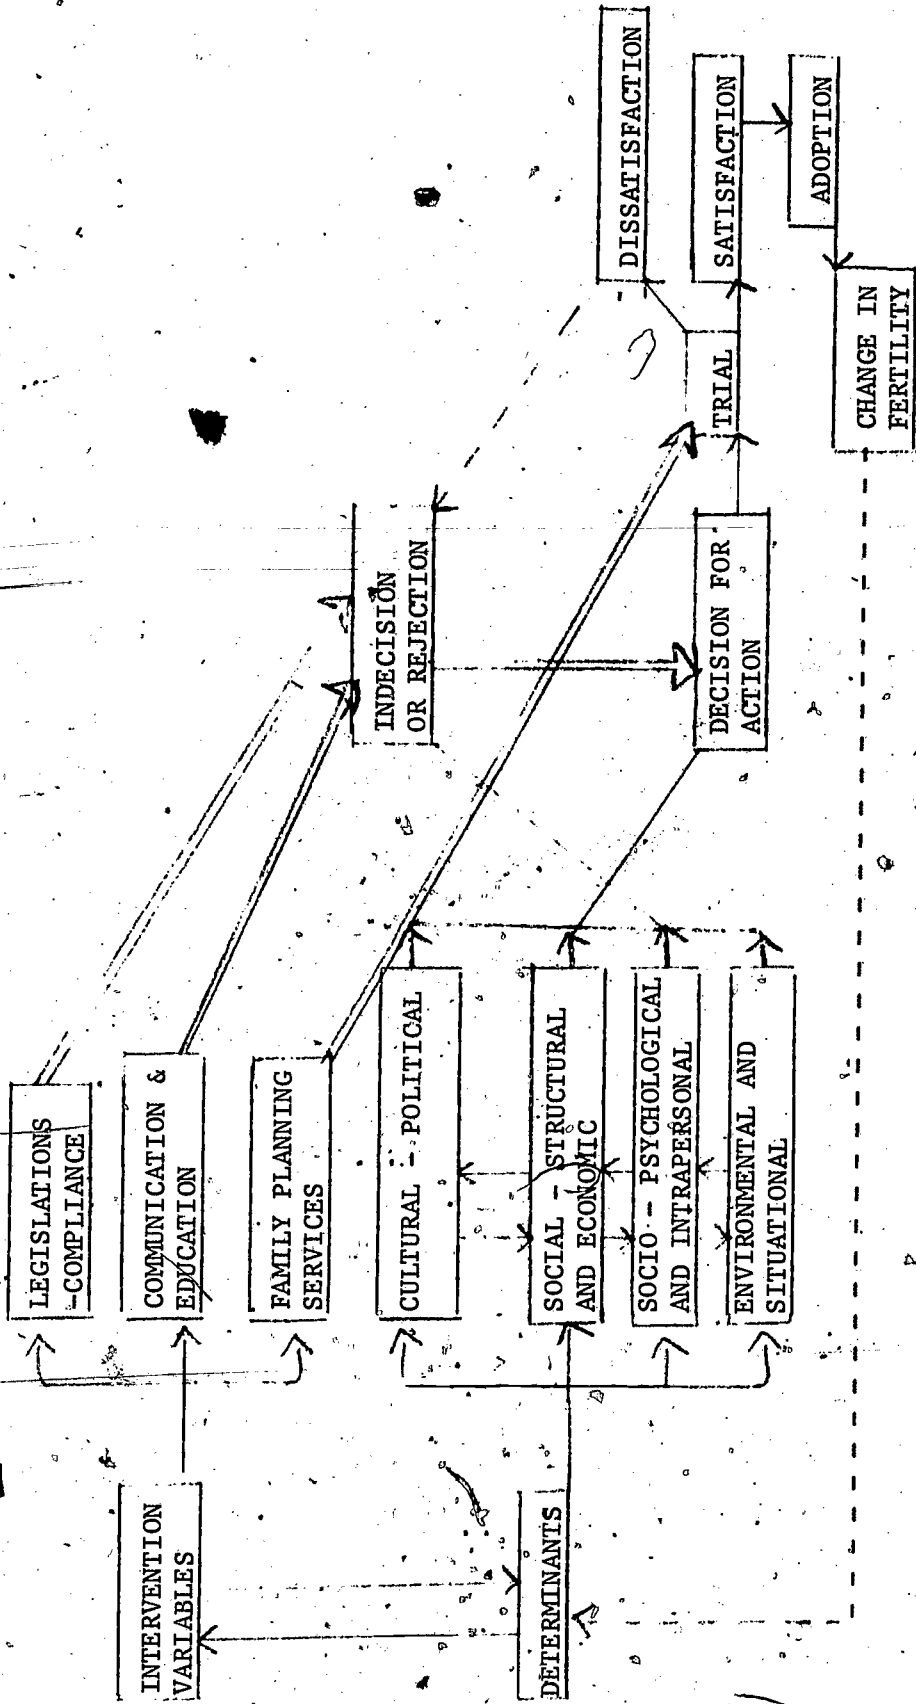 INTERVENTION
VARIABLES
DETERMINANTS
LEGISLATIONS
-COMPLIANCE
COMMUNICATION &
EDUCATION
FAMILY PLANNING
SERVICES
CULTURAL - POLITICAL
SOCIAL - STRUCTURAL
AND ECONOMIC
SOCIO - PSYCHOLOGICAL
AND INTRAPERSONAL
ENVIRONMENTAL AND
SITUATIONAL
INDECISION
OR REJECTION
DECISION FOR
ACTION
TRIAL
DISSATISFACTION
SATISFACTION
ADOPTION
CHANGE IN
FERTILITY
4